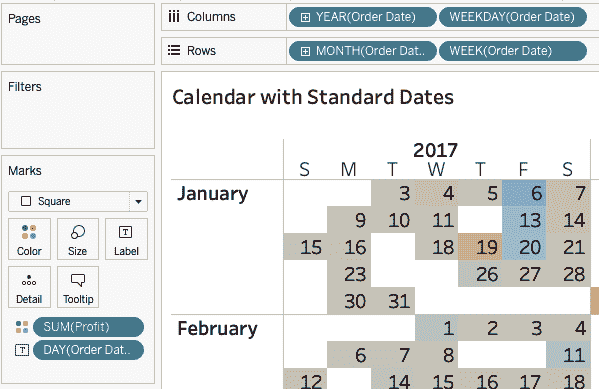 Pages
Columns
YEAR(Order Date)
WEEKDAY(Order Date)
Rows
MONTH(Order Dat..
WEEK(Order Date)
Filters
Marks
Square
Color
Size
T
Label
Detail
Tooltip
SUM(Profit)
T
DAY(Order Dat..
Calendar with Standard Dates
2017
S M T W T F S
January
3 4 5 6 7
9 10 11 13 14
15 16 18 19 20 21
23 26 27 28
30 31
February
1 2 3 4
6 7 8 11
12 14 15 16 17 18